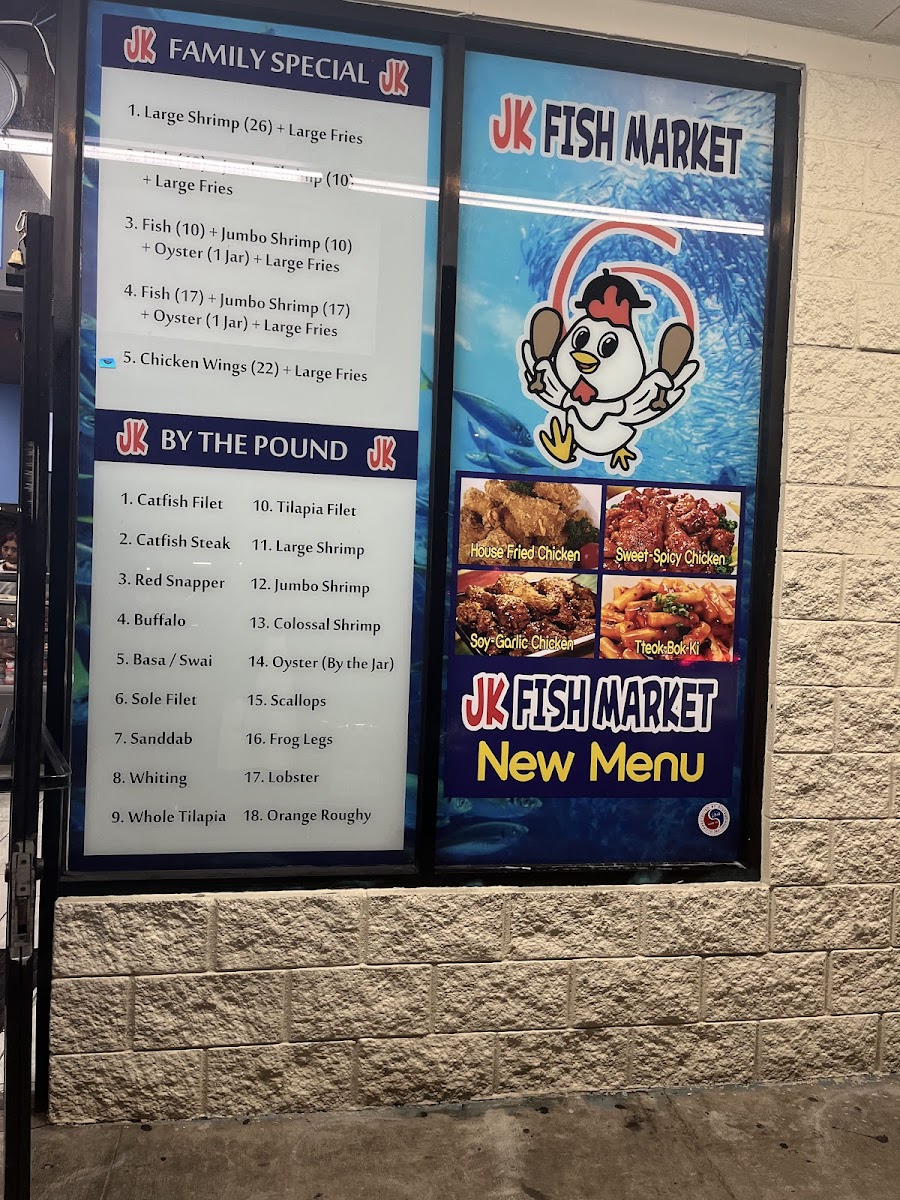 JK FAMILY SPECIAL JK
1. Large Shrimp (26) + Large Fries
Shrimp (10)
+ Large Fries
3. Fish (10) + Jumbo Shrimp (10)
+ Oyster (1 Jar) + Large Fries
4. Fish (17) + Jumbo Shrimp (17)
+ Oyster (1 Jar) + Large Fries
5. Chicken Wings (22) + Large Fries
JK BY THE POUND JK
1. Catfish Filet
2. Catfish Steak
3. Red Snapper
4. Buffalo
5. Basa / Swai
6. Sole Filet
7. Sanddab
8. Whiting
9. Whole Tilapia
10. Tilapia Filet
11. Large Shrimp
12. Jumbo Shrimp
13. Colossal Shrimp
14. Oyster (By the Jar)
15. Scallops
16. Frog Legs
17. Lobster
18. Orange Roughy
JK FISH MARKET
House Fried Chicken
Sweet-Spicy Chicken
Soy-Garlic Chicken
Tteok-Bok-Ki
JK FISH MARKET
New Menu